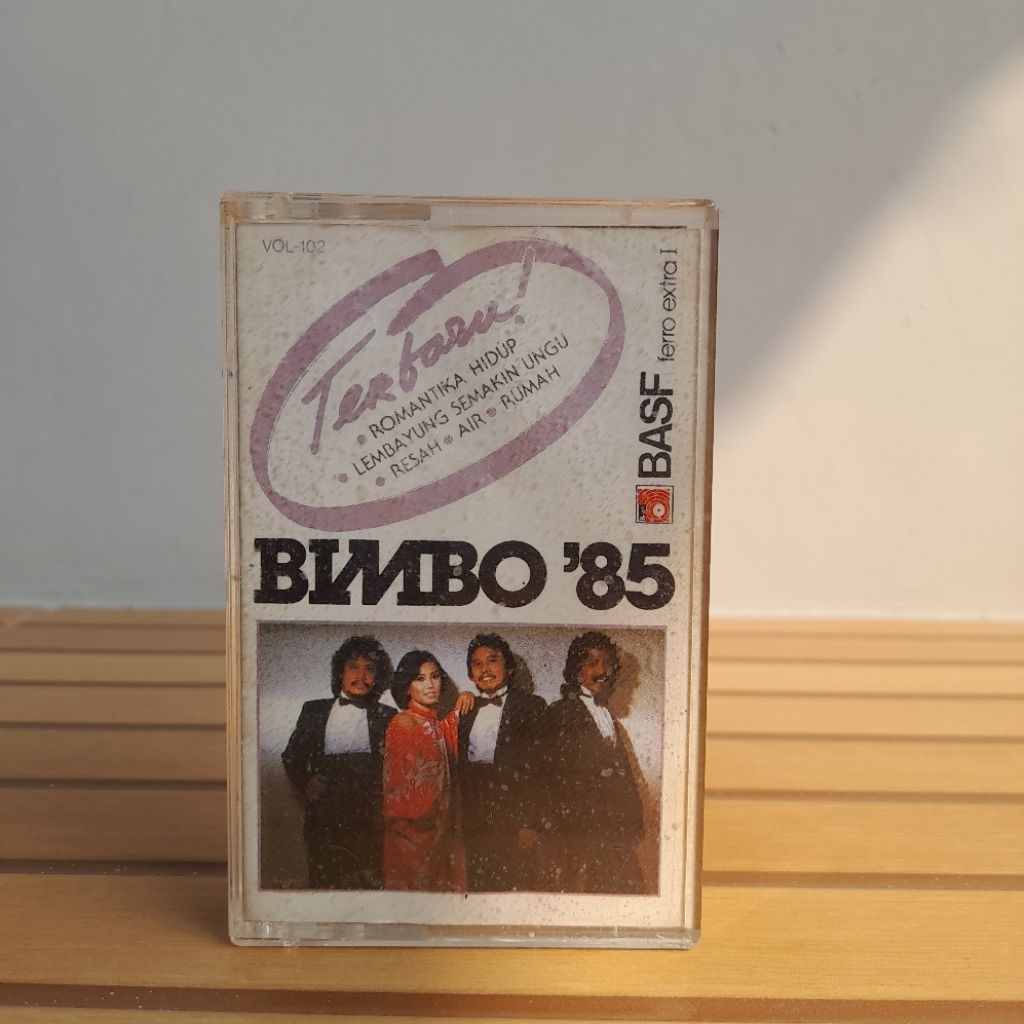 VOL-102
Terbaru!
• ROMANTIKA HIDUP
• LEMBAYUNG SEMAKIN UNGU
• RESAH • AIR • RUMAH
BASF ferro extra I
BIMBO '85